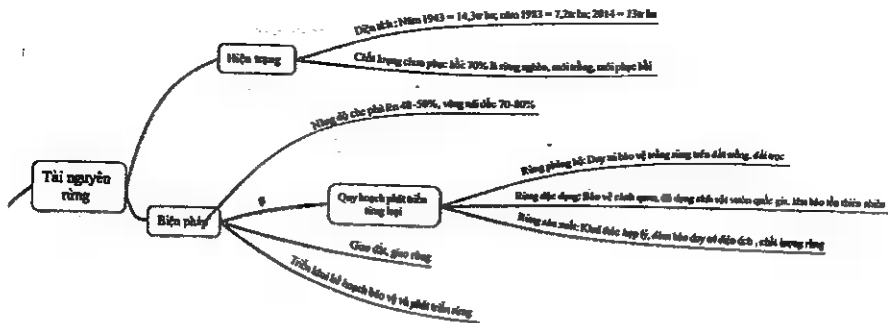 Tài nguyên
rừng
Hiện trạng
Diện tích : Năm 1943 = 14,3tr ha; năm 1983 = 7,2tr ha; 2014 = 13tr ha
Chất lượng chưa phục hồi: 70% là rừng nghèo, mới trồng, mới phục hồi
Biện pháp
Nâng độ che phủ lên 48-50%, vùng núi dốc 70-80%
Quy hoạch phát triển
từng loại
Rừng phòng hộ: Duy trì bảo vệ trồng rừng trên đất trống, đất trọc
Rừng đặc dụng: Bảo vệ cảnh quan, đa dạng sinh vật vườn quốc gia, khu bảo tồn thiên nhiên
Rừng sản xuất: Khai thác hợp lý, đảm bảo duy trì diện tích , chất lượng rừng
Giao đất, giao rừng
Triển khai kế hoạch bảo vệ và phát triển rừng